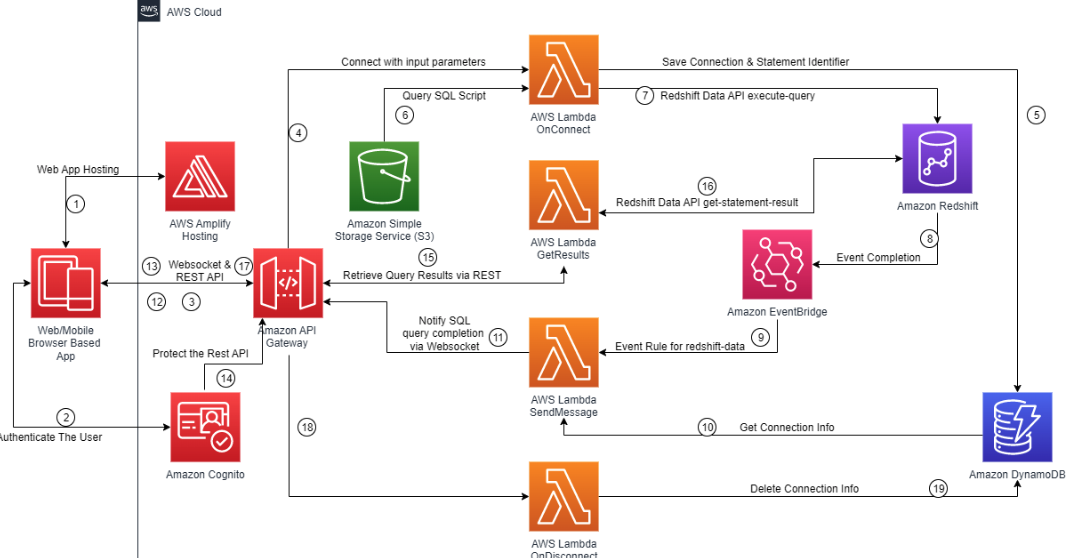 aws
AWS Cloud
Connect with input parameters
Save Connection & Statement Identifier
Query SQL Script
7
Redshift Data API execute-query
6
5
AWS Lambda
OnConnect
4
Web App Hosting
1
AWS Amplify
Hosting
Amazon Simple
Storage Service (S3)
16
Redshift Data API get-statement-result
Amazon Redshift
AWS Lambda
GetResults
8
Event Completion
15
Retrieve Query Results via REST
13
Websocket &
REST API
17
12
3
Amazon EventBridge
Web/Mobile
Browser Based
App
Amazon API
Gateway
Notify SQL
query completion
via Websocket
11
Event Rule for redshift-data
9
Protect the Rest API
14
AWS Lambda
SendMessage
2
Authenticate The User
18
10
Get Connection Info
Amazon Cognito
Amazon DynamoDB
Delete Connection Info
19
AWS Lambda
OnDisconnect